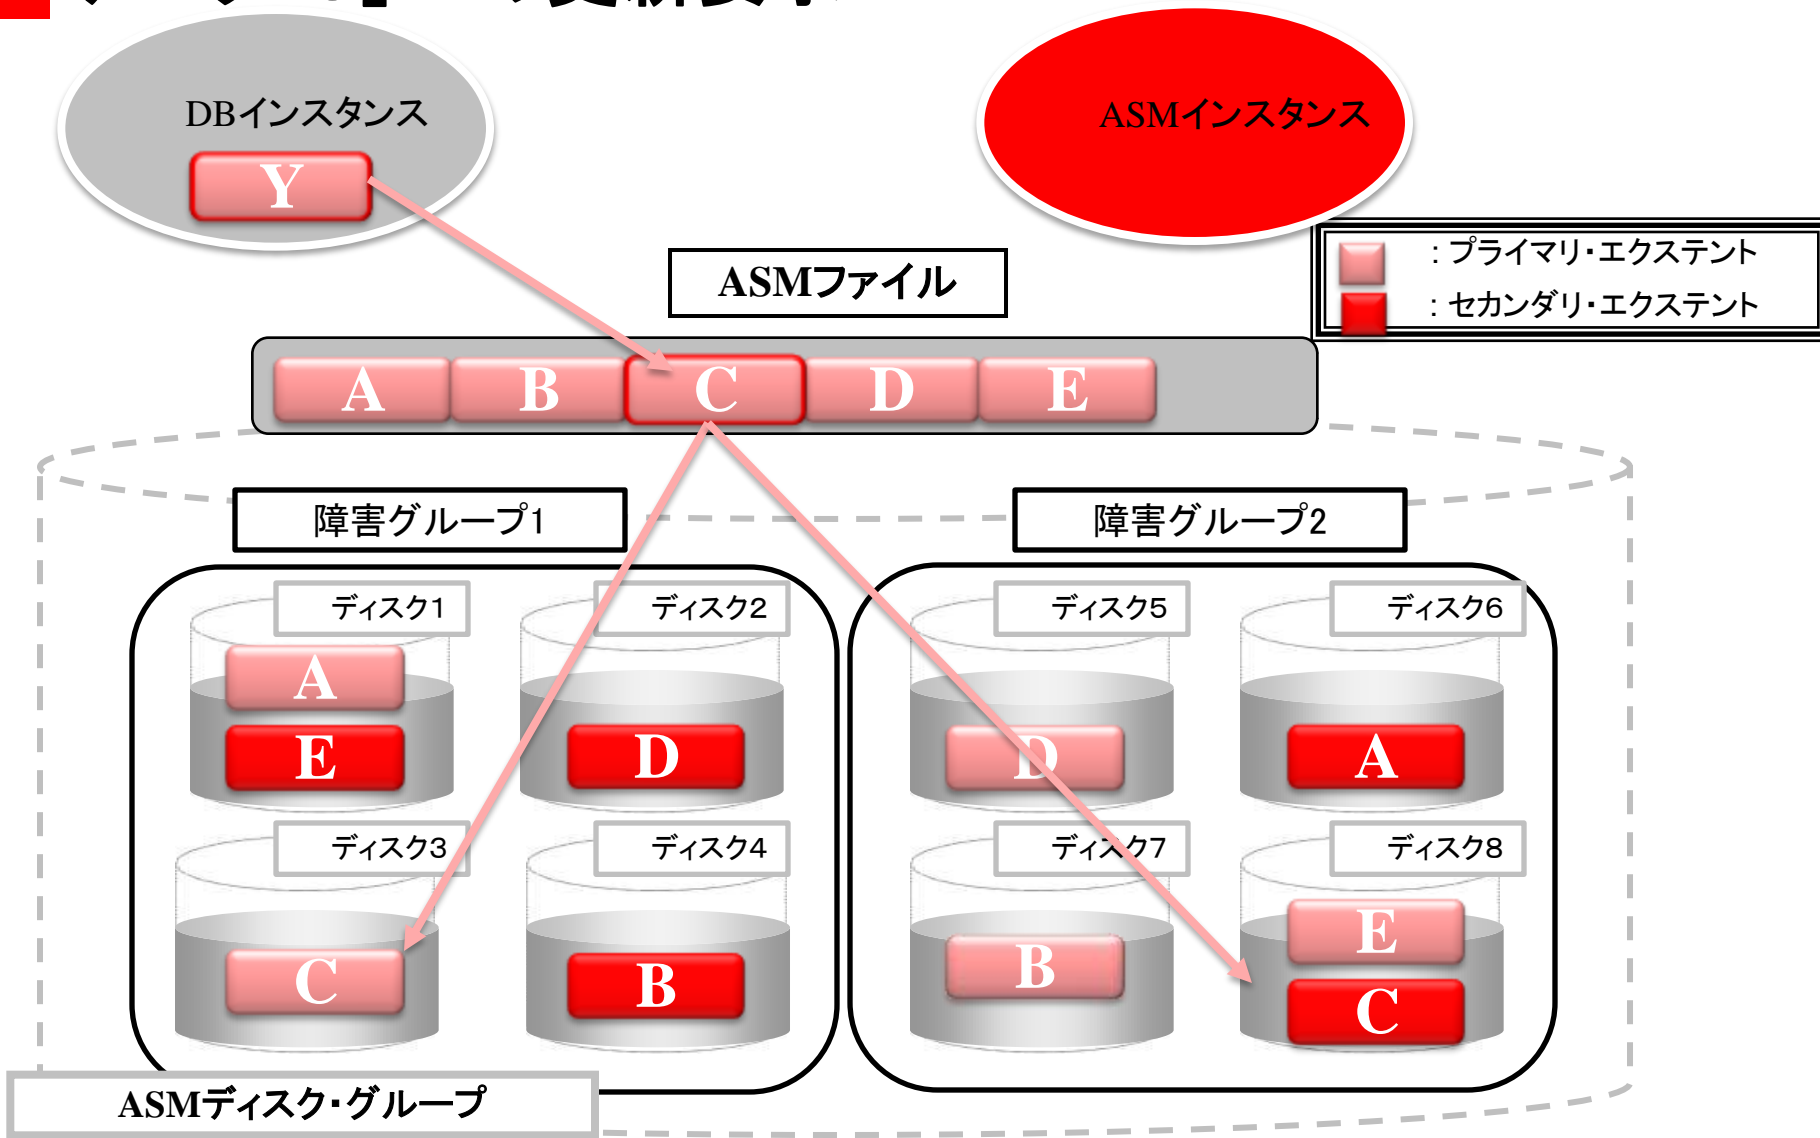 DBインスタンス
Y
ASMインスタンス
：プライマリ・エクステント
：セカンダリ・エクステント
ASMファイル
A B C D E
障害グループ1
障害グループ2
ディスク1
A
E
ディスク2
D
ディスク3
C
ディスク4
B
ディスク5
D
ディスク6
A
ディスク7
B
ディスク8
E
C
ASMディスク・グループ